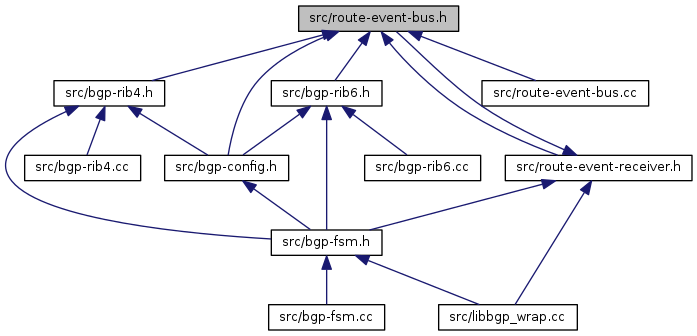 src/route-event-bus.h
src/bgp-rib4.h
src/bgp-rib6.h
src/route-event-bus.cc
src/bgp-rib4.cc
src/bgp-config.h
src/bgp-rib6.cc
src/route-event-receiver.h
src/bgp-fsm.h
src/bgp-fsm.cc
src/libbgp_wrap.cc